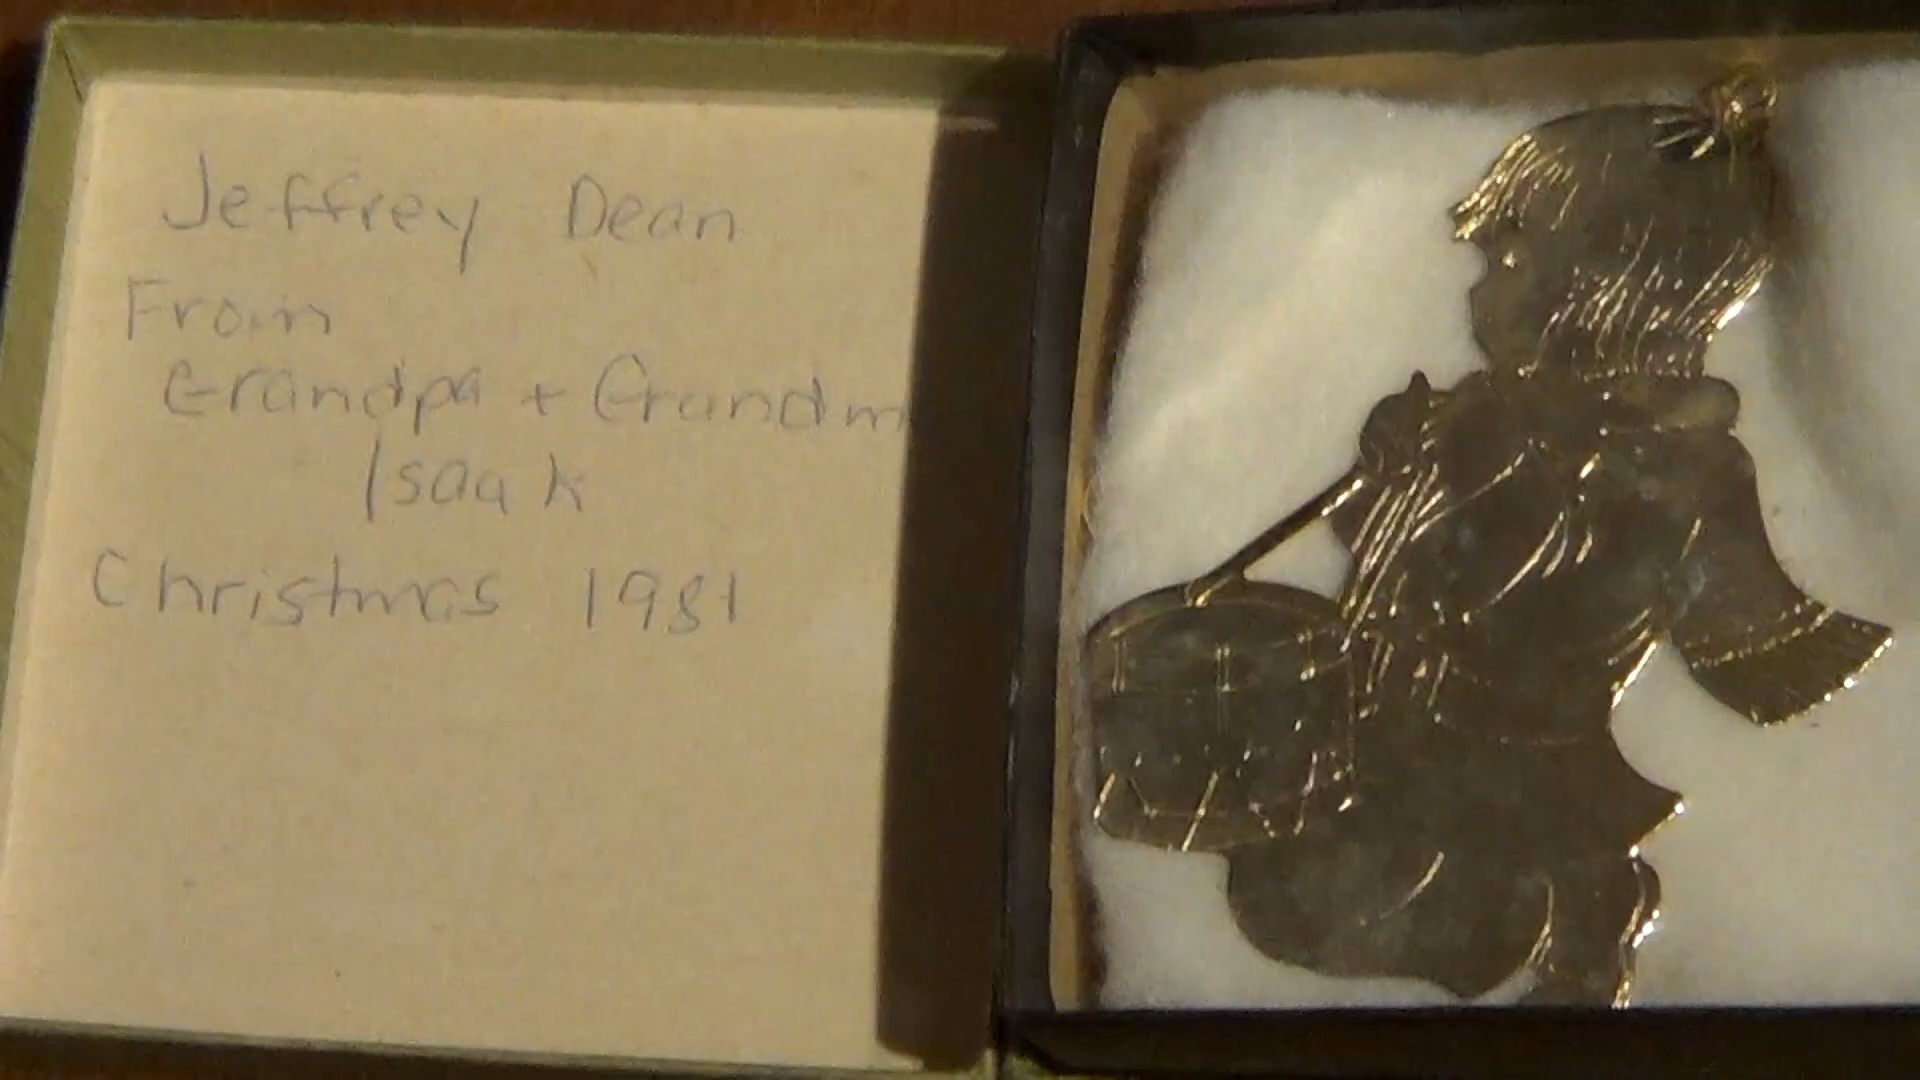 Jeffrey Dean
From
Grandpa + Grandm
Isaak
Christmas 1981